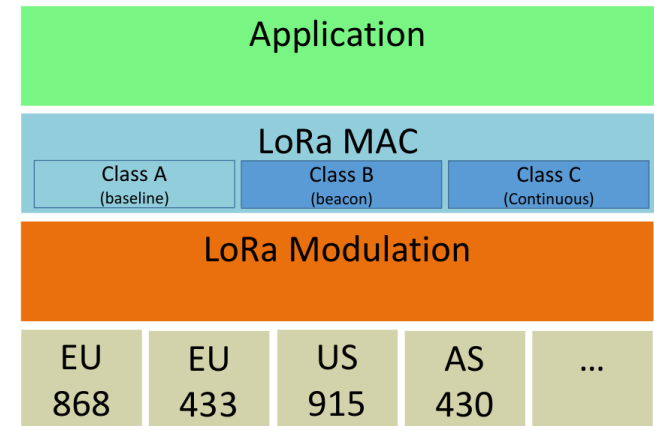 Application
LoRa MAC
Class A
(baseline)
Class B
(beacon)
Class C
(Continuous)
LoRa Modulation
EU
868
EU
433
US
915
AS
430
...